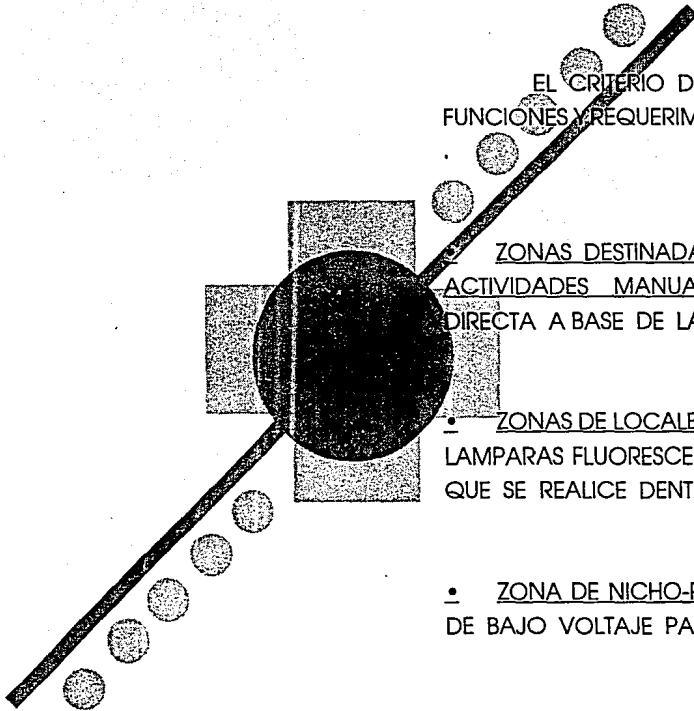 EL CRITERIO D
FUNCIONES Y REQUERIM
• ZONAS DESTINADA
ACTIVIDADES MANUA
DIRECTA A BASE DE LA
• ZONAS DE LOCALE
LAMPARAS FLUORESCE
QUE SE REALICE DENT
• ZONA DE NICHO-P
DE BAJO VOLTAJE PA